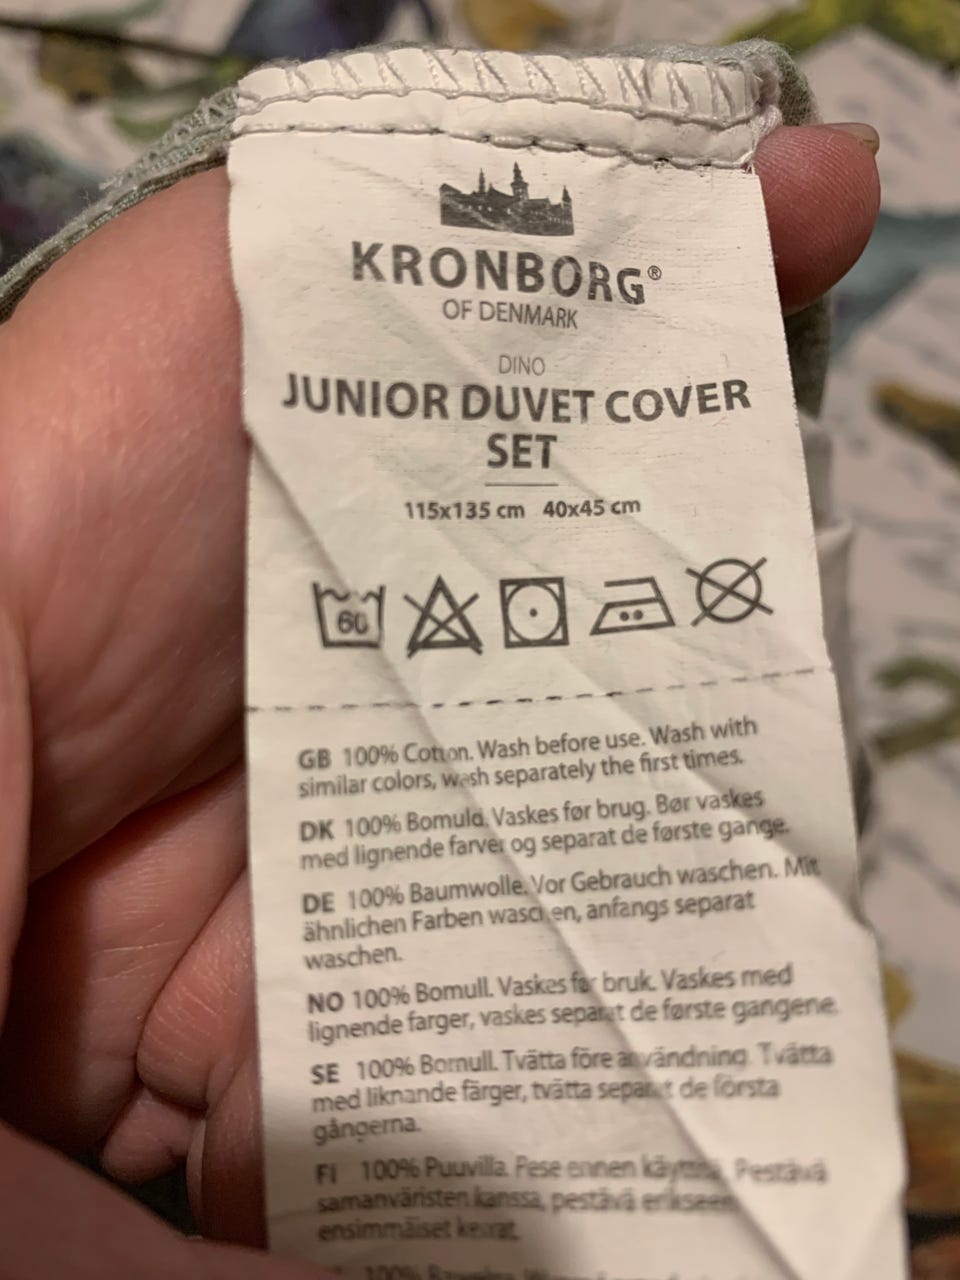 KRONBORG®
OF DENMARK
DINO
JUNIOR DUVET COVER
SET
115x135 cm 40x45 cm
60
GB 100% Cotton. Wash before use. Wash with
similar colors, wash separately the first times.
DK 100% Bomuld. Vaskes før brug. Bør vaskes
med lignende farver og separat de første gange.
DE 100% Baumwolle. Vor Gebrauch waschen. Mit
ähnlichen Farben waschen, anfangs separat
waschen.
NO 100% Bomull. Vaskes før bruk. Vaskes med
lignende farger, vaskes separat de første gangene.
SE 100% Bomull. Tvätta före användning. Tvätta
med liknande färger, tvätta separat de första
gångerna.
FI 100% Puuvilla. Pese ennen käyttöä. Pestävä
samanväristen kanssa, pestävä erikseen
ensimmäiset kerrat.
100%